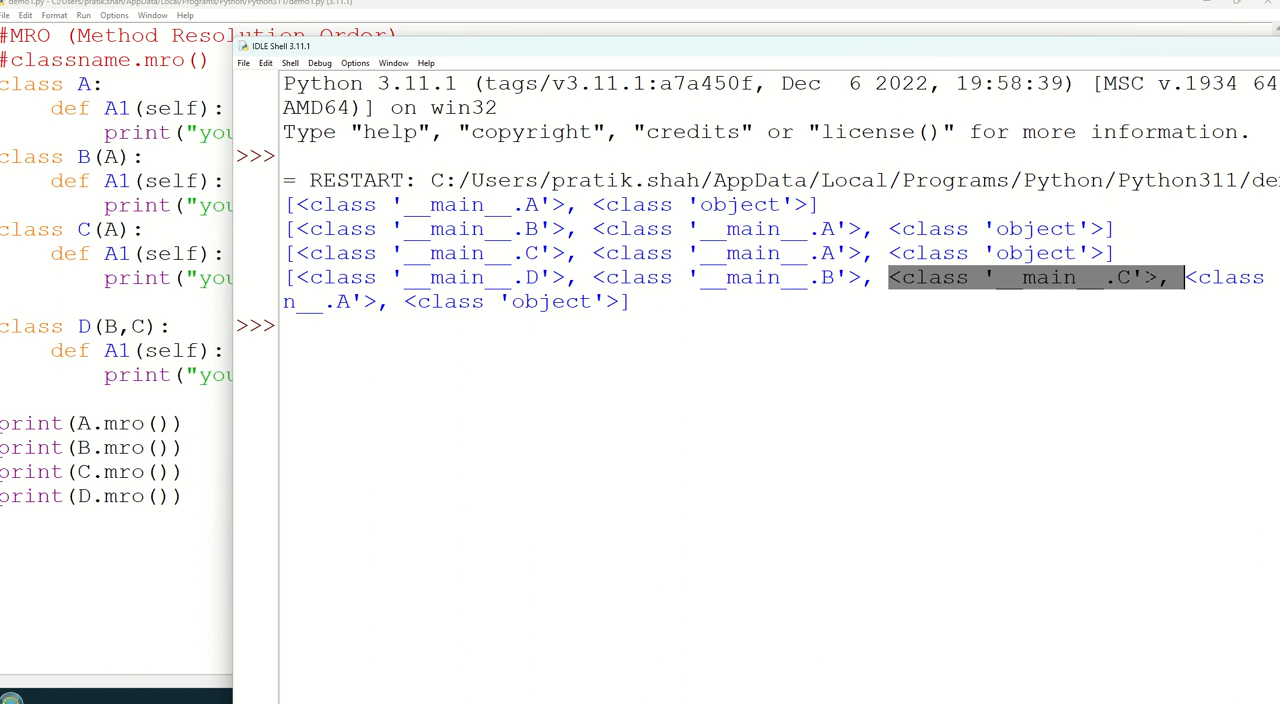 demo1.py - C:/Users/pratik.shah/AppData/Local/Programs/Python/Python311/demo1.py (3.11.1)
File Edit Format Run Options Window Help
#MRO (Method Resolution Order)
#classname.mro()
class A:
def A1(self):
print("you
class B(A):
def A1(self):
print("you
class C(A):
def A1(self):
print("you
class D(B,C):
def A1(self):
print("you
print(A.mro())
print(B.mro())
print(C.mro())
print(D.mro())
IDLE Shell 3.11.1
File Edit Shell Debug Options Window Help
Python 3.11.1 (tags/v3.11.1:a7a450f, Dec 6 2022, 19:58:39) [MSC v.1934 64
AMD64)] on win32
Type "help", "copyright", "credits" or "license()" for more information.
>>>
= RESTART: C:/Users/pratik.shah/AppData/Local/Programs/Python/Python311/de
[<class '__main__.A'>, <class 'object'>]
[<class '__main__.B'>, <class '__main__.A'>, <class 'object'>]
[<class '__main__.C'>, <class '__main__.A'>, <class 'object'>]
[<class '__main__.D'>, <class '__main__.B'>, <class '__main__.C'>, <class
n__.A'>, <class 'object'>]
>>>